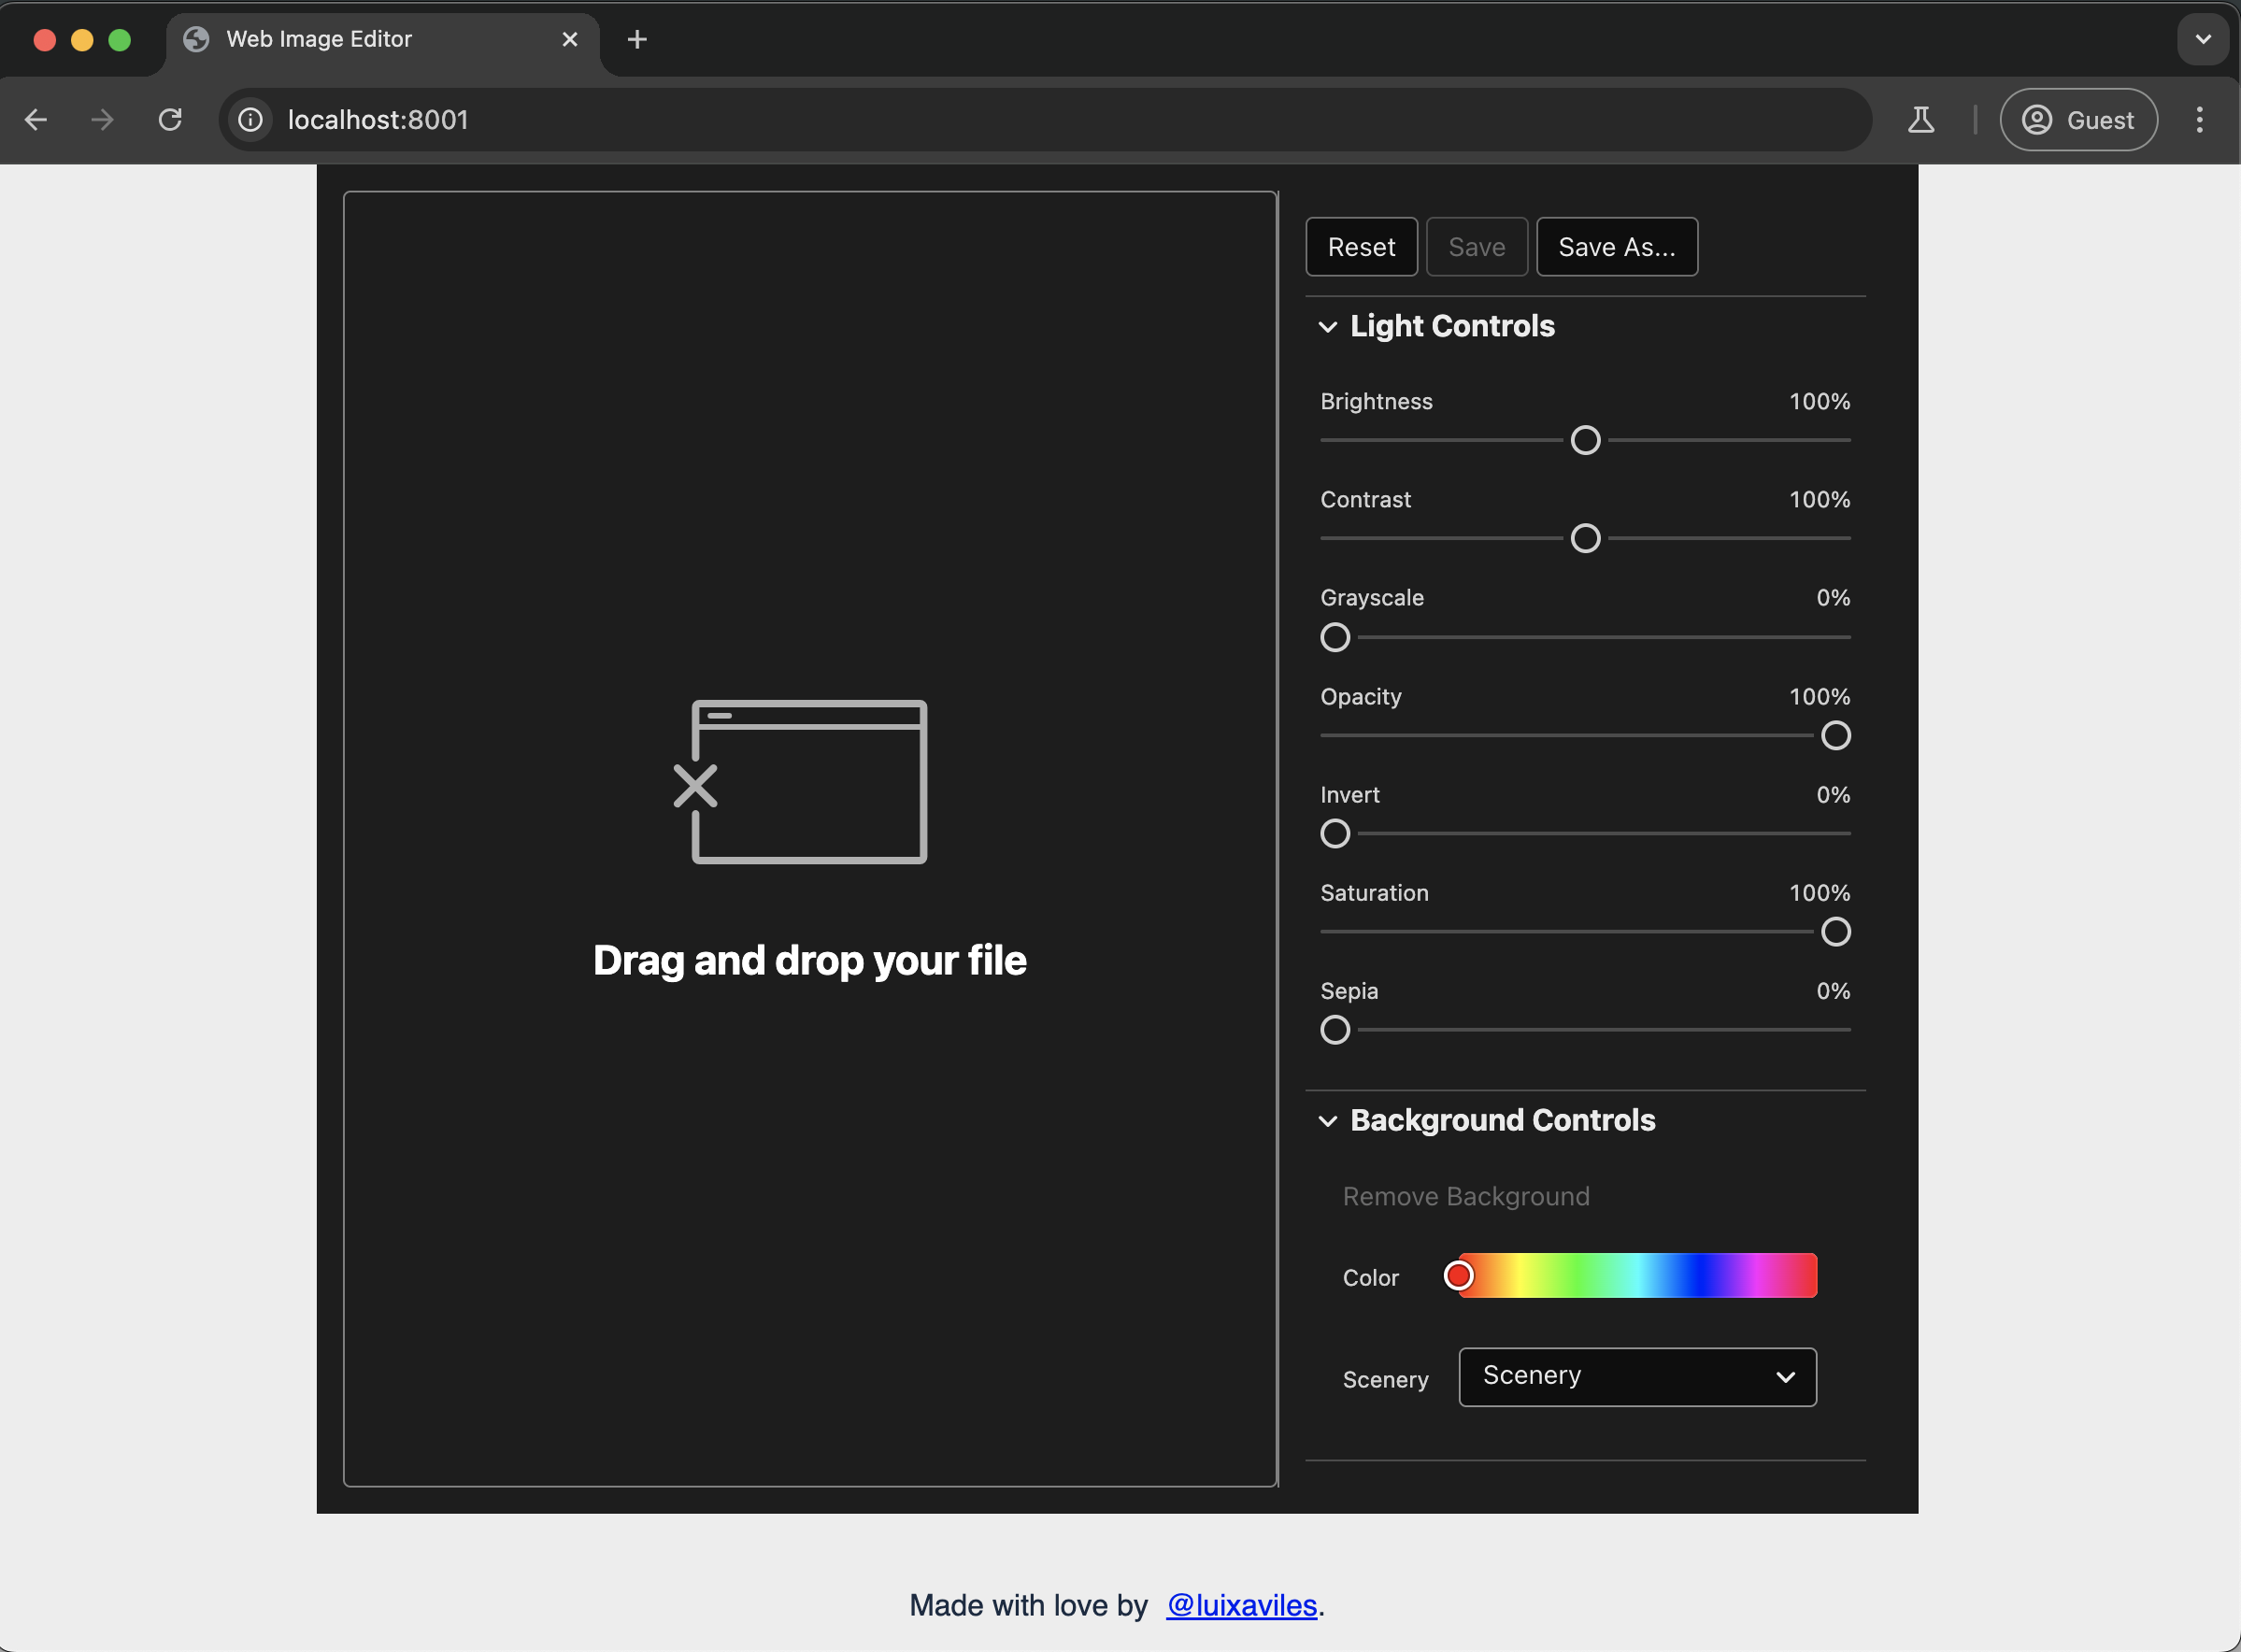 Web Image Editor
localhost:8001
Guest
Reset
Save
Save As...
Light Controls
Brightness 100%
Contrast 100%
Grayscale 0%
Opacity 100%
Invert 0%
Saturation 100%
Sepia 0%
Drag and drop your file
Background Controls
Remove Background
Color
Scenery
Scenery
Made with love by @luixaviles.